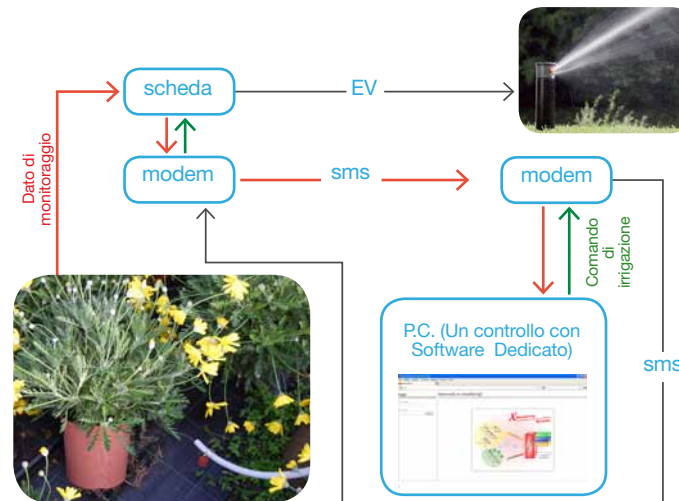 scheda
EV
Dato di
monitoraggio
modem
sms
modem
Comando
di
irrigazione
P.C. (Un controllo con
Software Dedicato)
sms